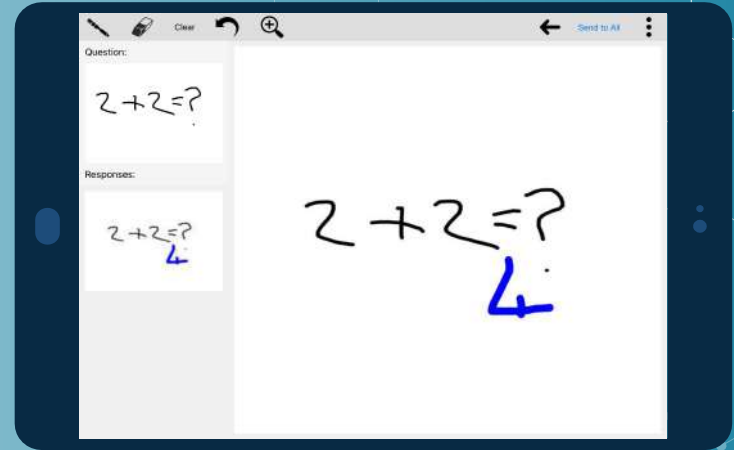 Clear
Send to All
Question:
2+2=?
Responses:
2+2=?
4
2+2=?
4